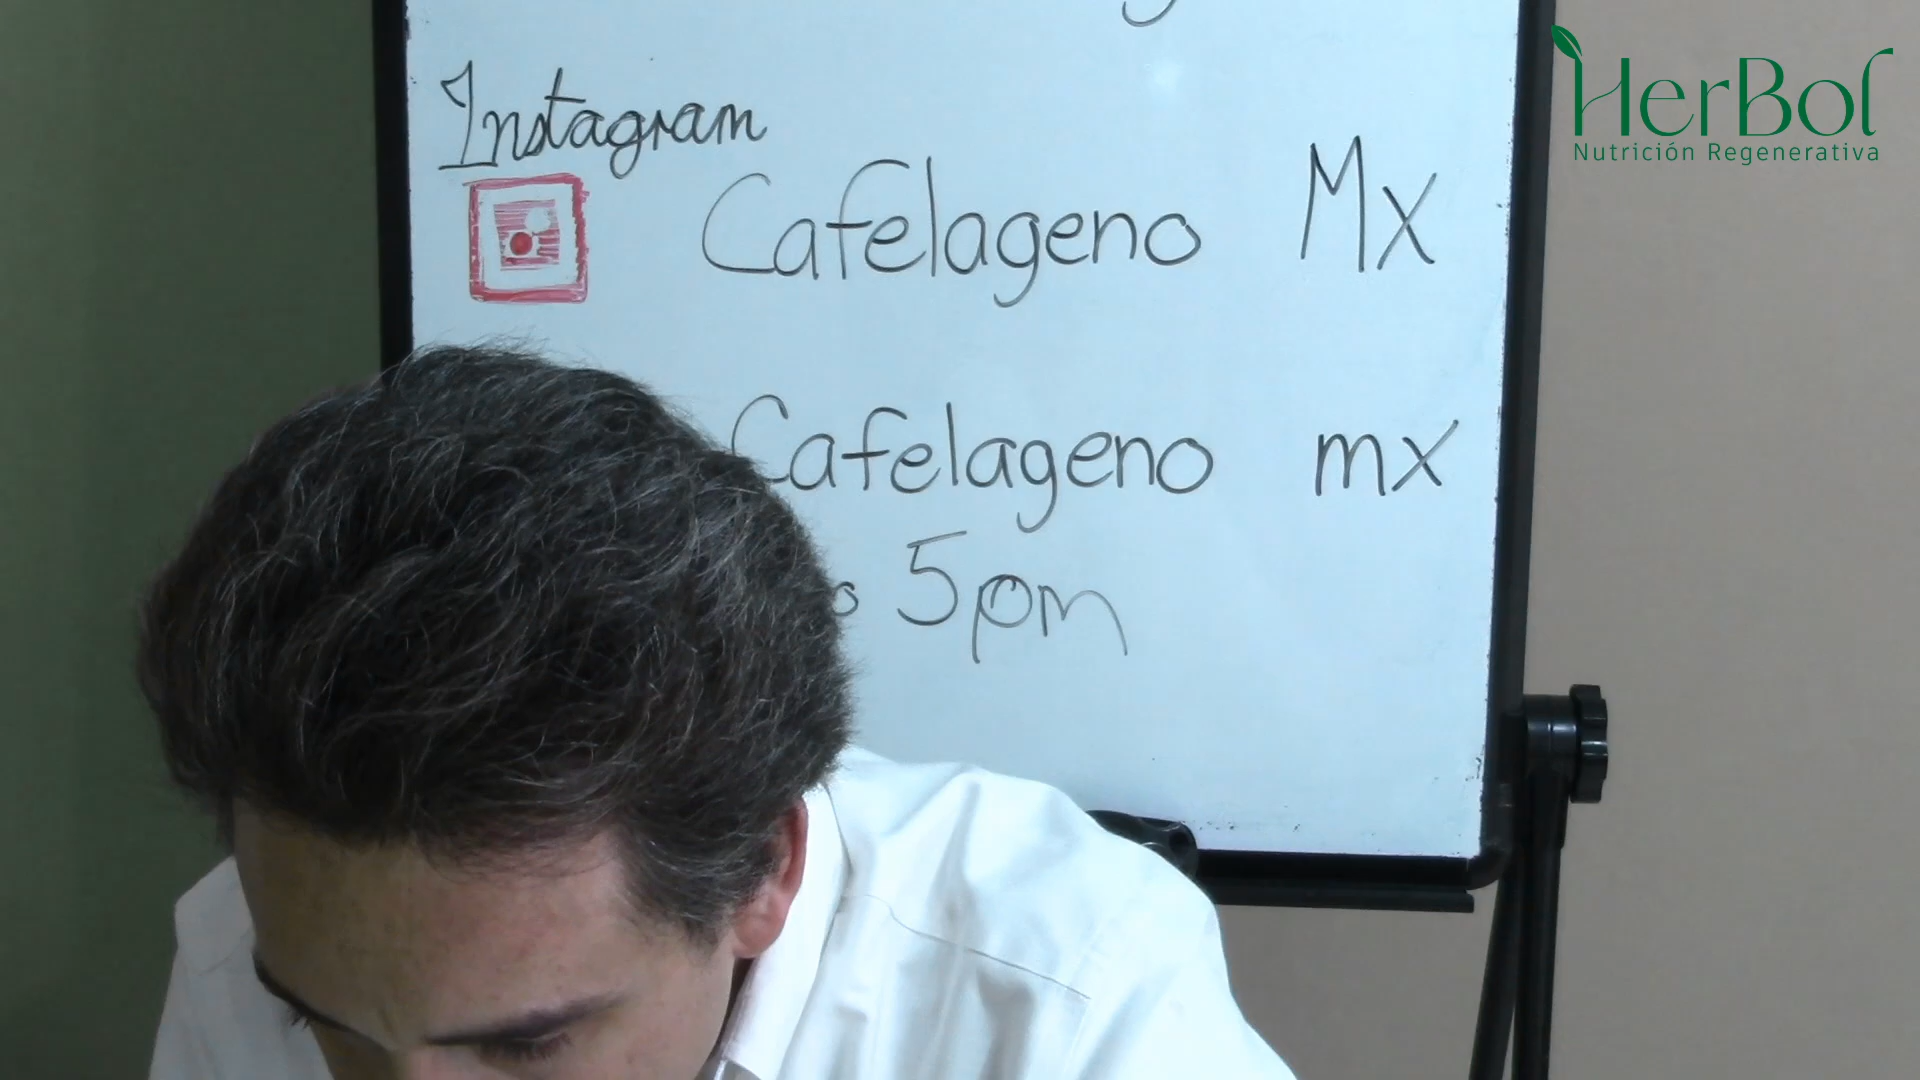 HerBol
Nutrición Regenerativa
Instagram
Cafelageno Mx
Cafelageno mx
5pm